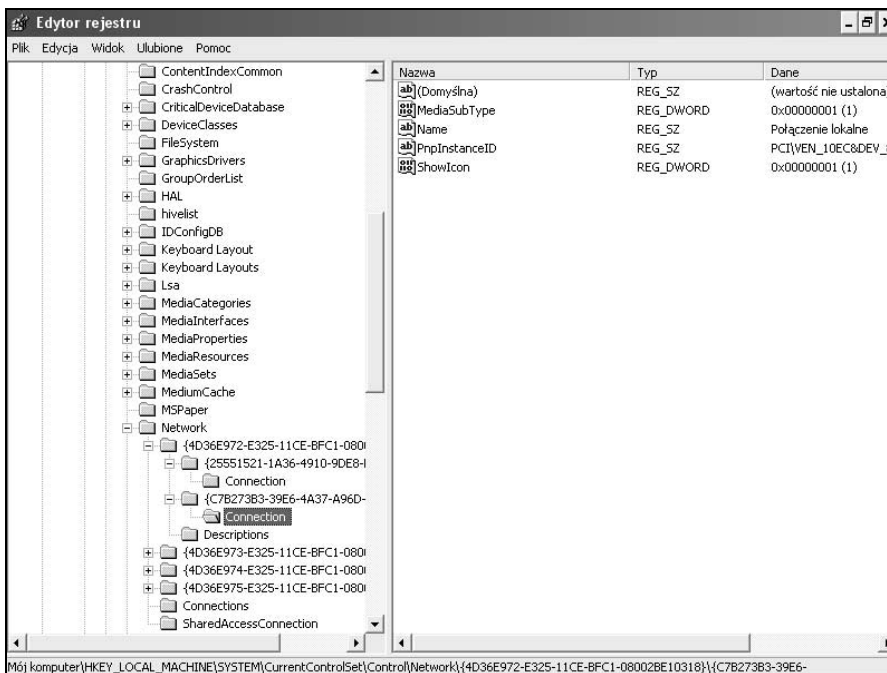 Edytor rejestru
Plik Edycja Widok Ulubione Pomoc
ContentIndexCommon
CrashControl
CriticalDeviceDatabase
DeviceClasses
FileSystem
GraphicsDrivers
GroupOrderList
HAL
hivelist
IDConfigDB
Keyboard Layout
Keyboard Layouts
Lsa
MediaCategories
MediaInterfaces
MediaProperties
MediaResources
MediaSets
MediumCache
MSPaper
Network
{4D36E972-E325-11CE-BFC1-080
{25551521-1A36-4910-9DE8-
Connection
{C7B273B3-39E6-4A37-A96D-
Connection
Descriptions
{4D36E973-E325-11CE-BFC1-080
{4D36E974-E325-11CE-BFC1-080
{4D36E975-E325-11CE-BFC1-080
Connections
SharedAccessConnection
Nazwa Typ Dane
(Domyślna) REG_SZ (wartość nie ustalona
MediaSubType REG_DWORD 0x00000001 (1)
Name REG_SZ Połączenie lokalne
PnpInstanceID REG_SZ PCI\VEN_10EC&DEV_
ShowIcon REG_DWORD 0x00000001 (1)
Mój komputer\HKEY_LOCAL_MACHINE\SYSTEM\CurrentControlSet\Control\Network\{4D36E972-E325-11CE-BFC1-08002BE10318}\{C7B273B3-39E6-